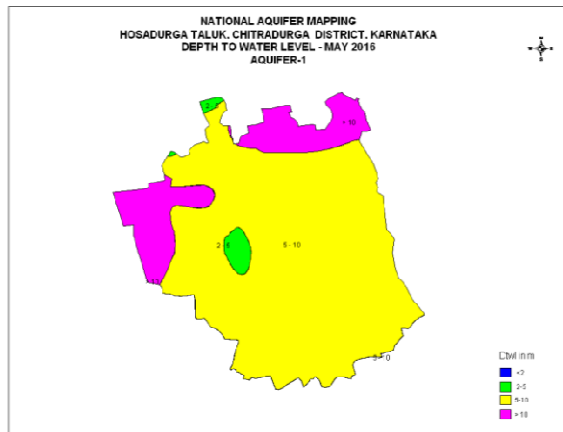 NATIONAL AQUIFER MAPPING
HOSADURGA TALUK, CHITRADURGA DISTRICT, KARNATAKA
DEPTH TO WATER LEVEL - MAY 2016
AQUIFER-1
2 - 5
5 - 10
<2
2-5
5-10
>10